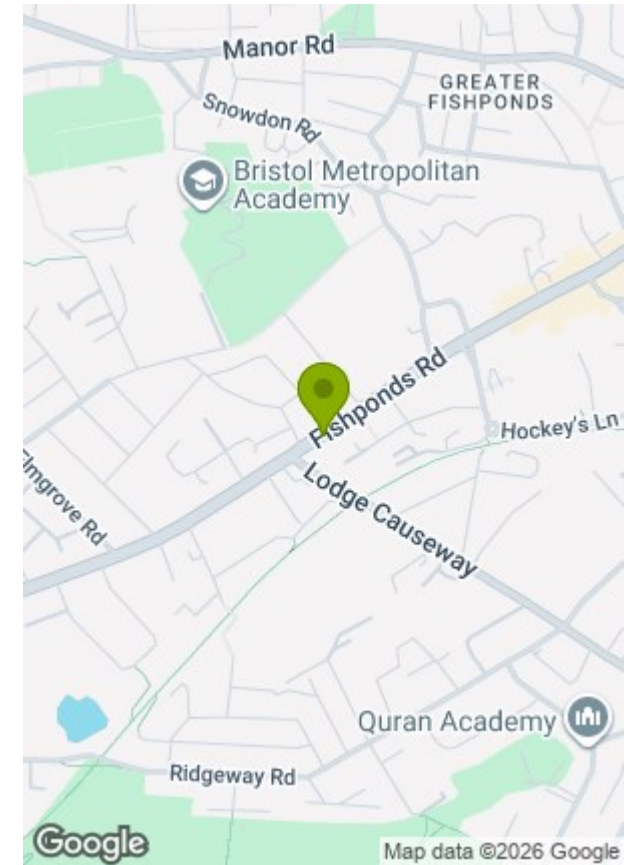 Manor Rd
GREATER
FISHPONDS
Snowdon Rd
Bristol Metropolitan
Academy
Fishponds Rd
Hockey's Ln
Elmgrove Rd
Lodge Causeway
Quran Academy
Ridgeway Rd
Google
Map data ©2026 Google